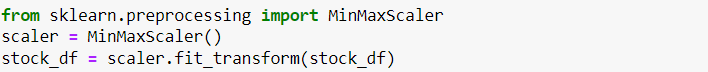 from sklearn.preprocessing import MinMaxScaler
scaler = MinMaxScaler()
stock_df = scaler.fit_transform(stock_df)